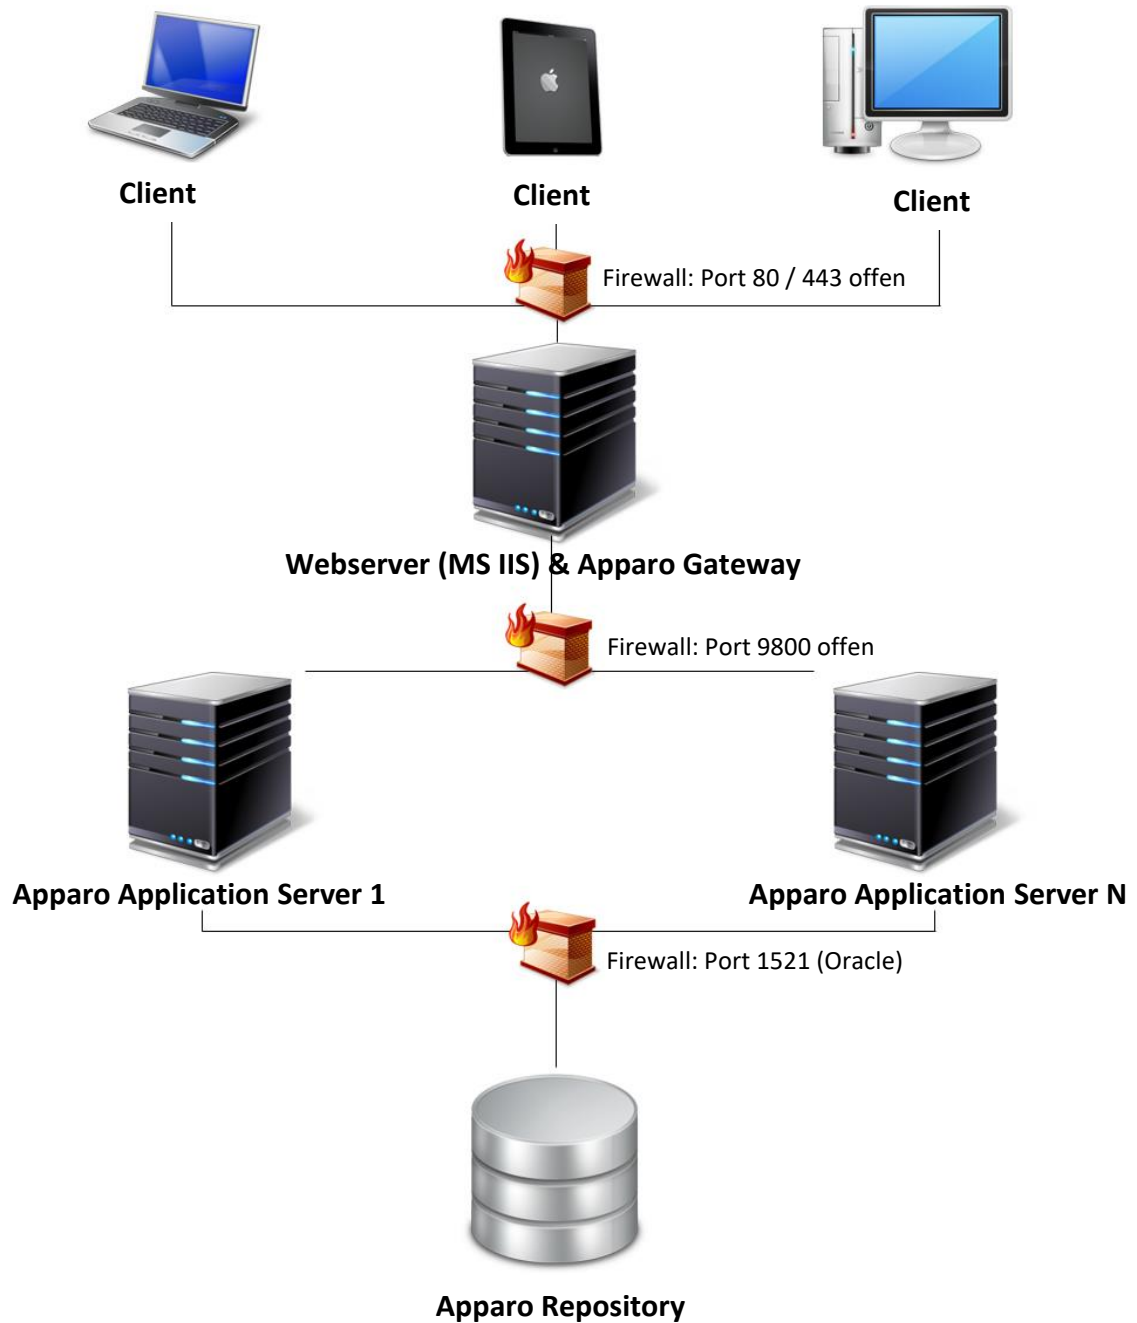 Client
Client
Client
Firewall: Port 80 / 443 offen
Webserver (MS IIS) & Apparo Gateway
Firewall: Port 9800 offen
Apparo Application Server 1
Apparo Application Server N
Firewall: Port 1521 (Oracle)
Apparo Repository